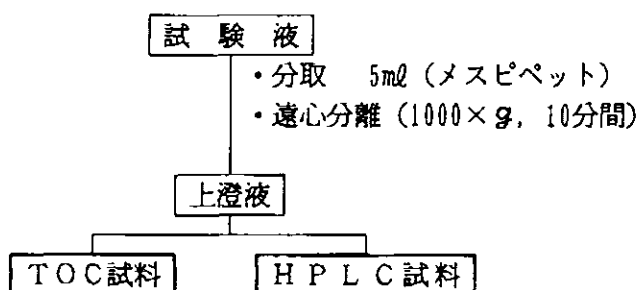 試験液
・分取 5mℓ(メスピペット)
・遠心分離(1000×g, 10分間)
上澄液
TOC試料
HPLC試料